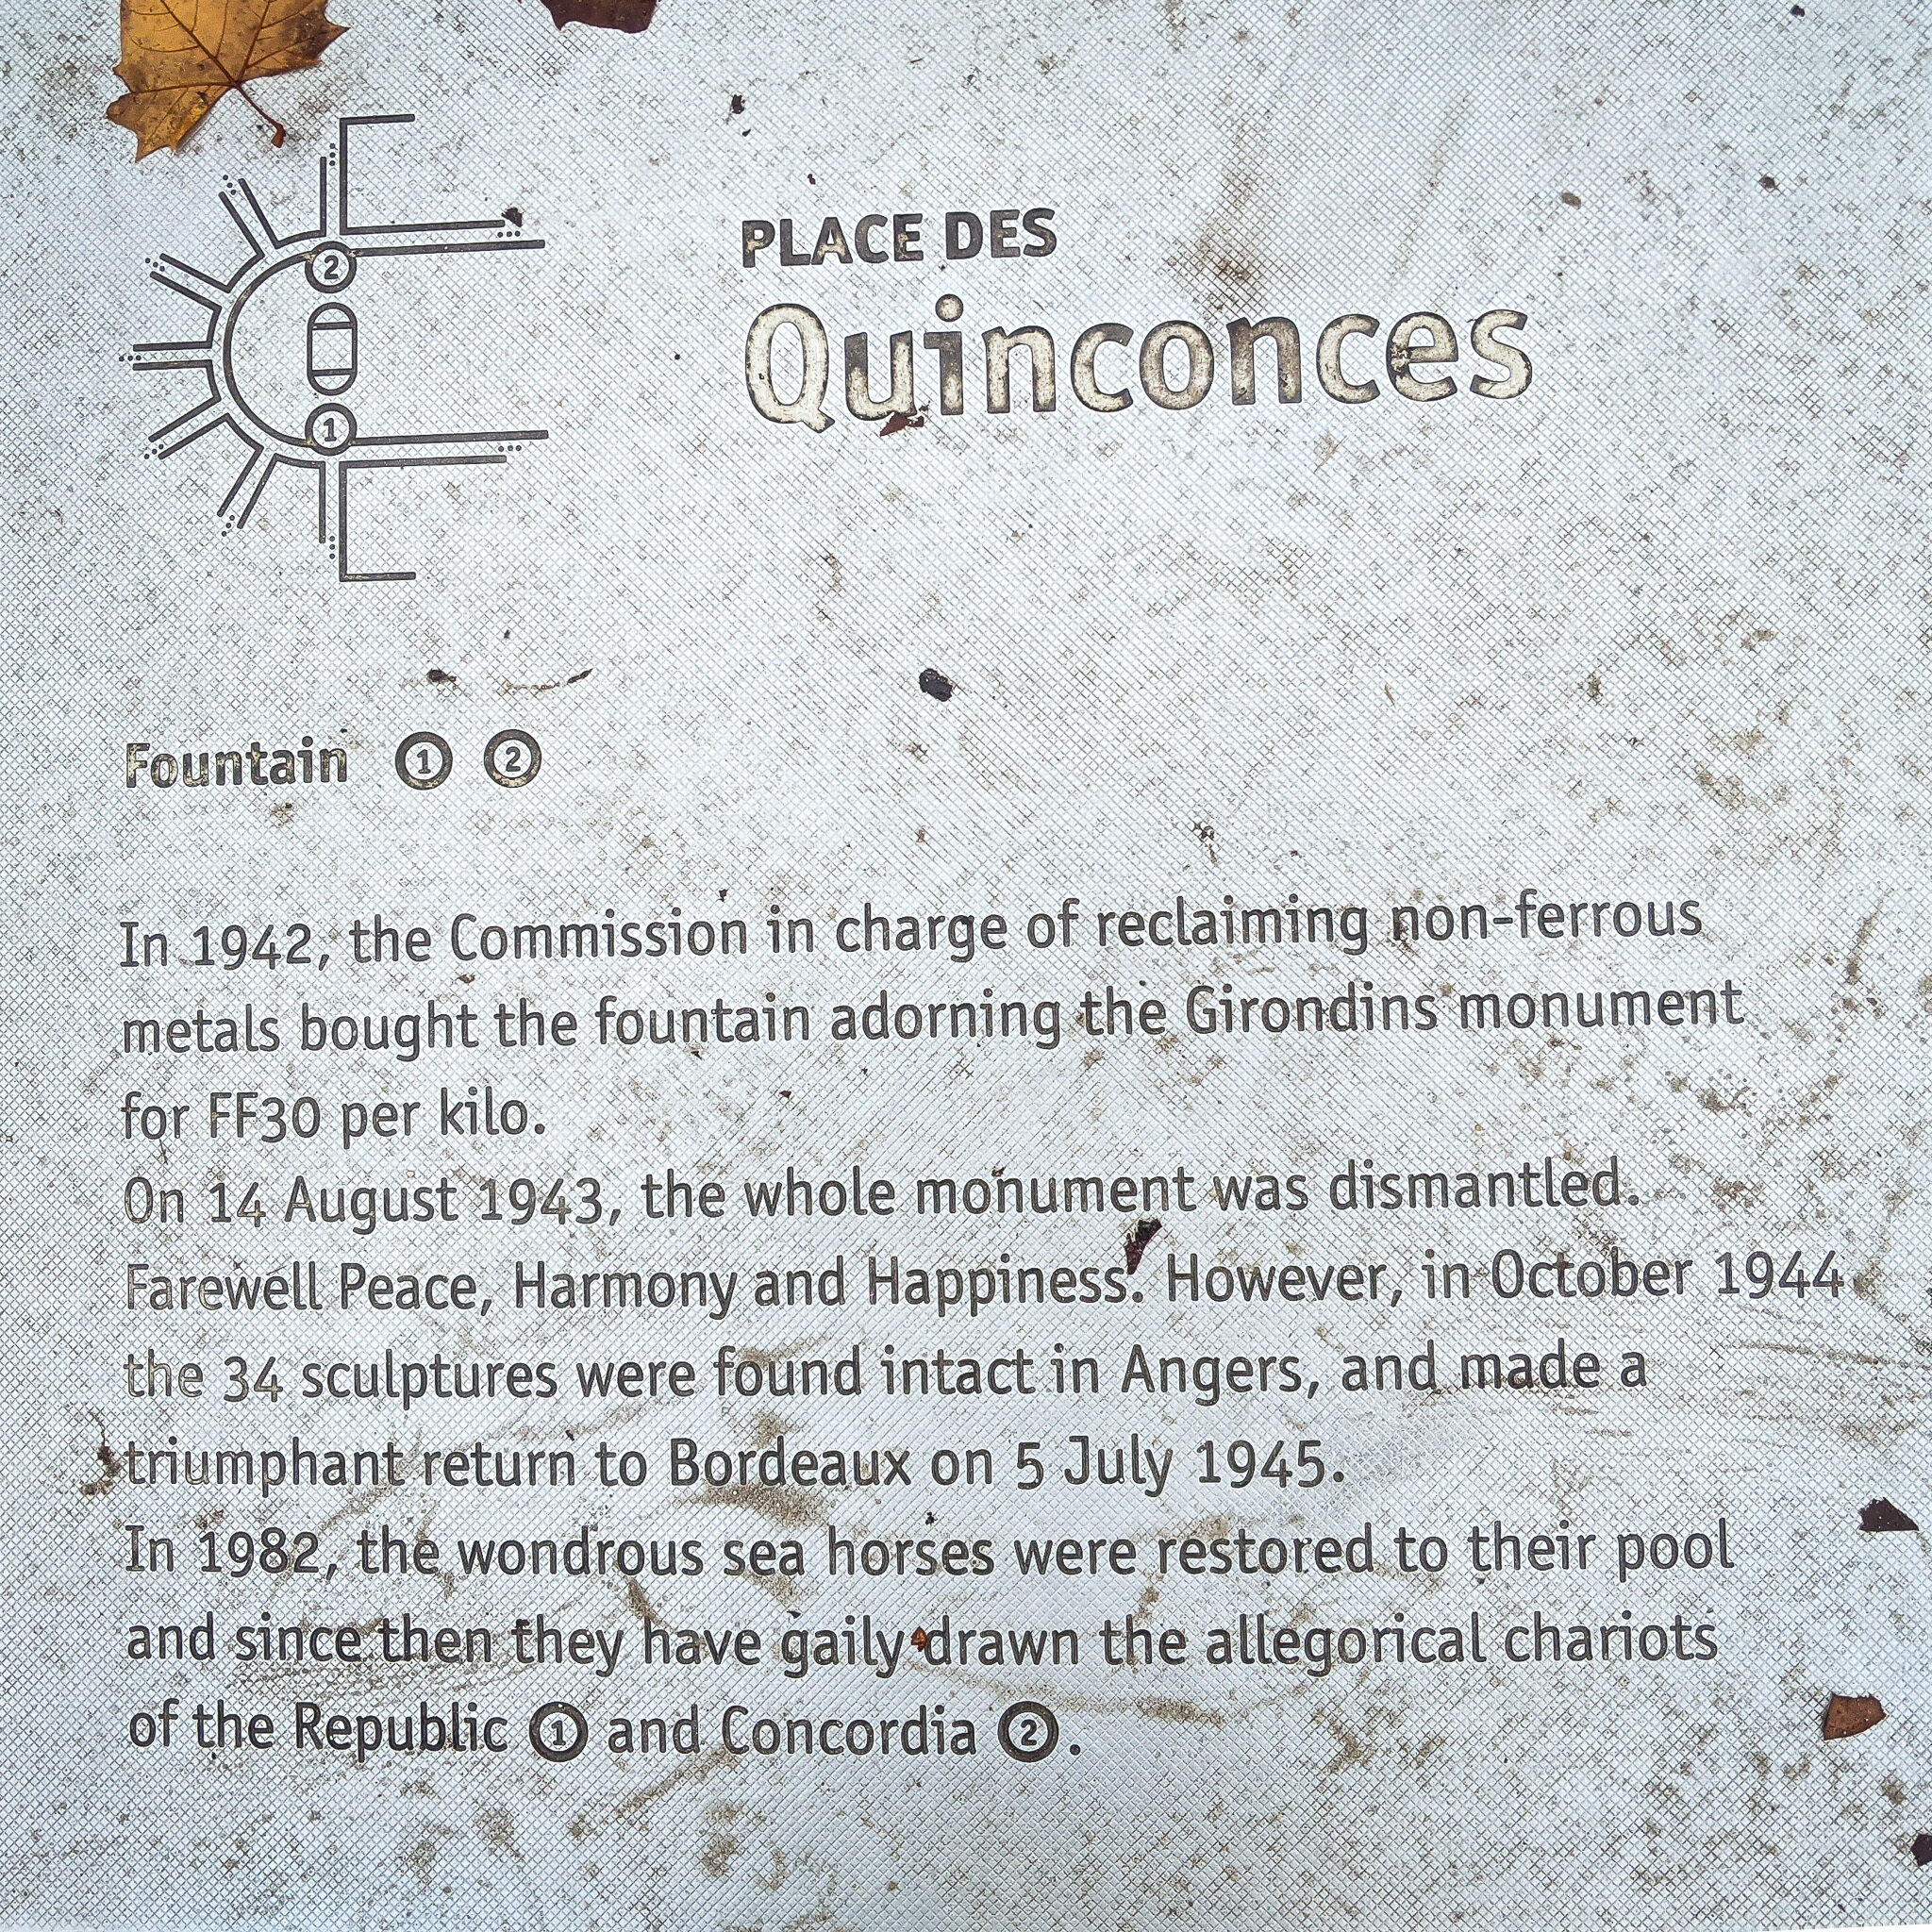 2
1
PLACE DES
Quinconces
Fountain 1 2
In 1942, the Commission in charge of reclaiming non-ferrous
metals bought the fountain adorning the Girondins monument
for FF30 per kilo.
On 14 August 1943, the whole monument was dismantled.
Farewell Peace, Harmony and Happiness. However, in October 1944
the 34 sculptures were found intact in Angers, and made a
triumphant return to Bordeaux on 5 July 1945.
In 1982, the wondrous sea horses were restored to their pool
and since then they have gaily drawn the allegorical chariots
of the Republic 1 and Concordia 2.